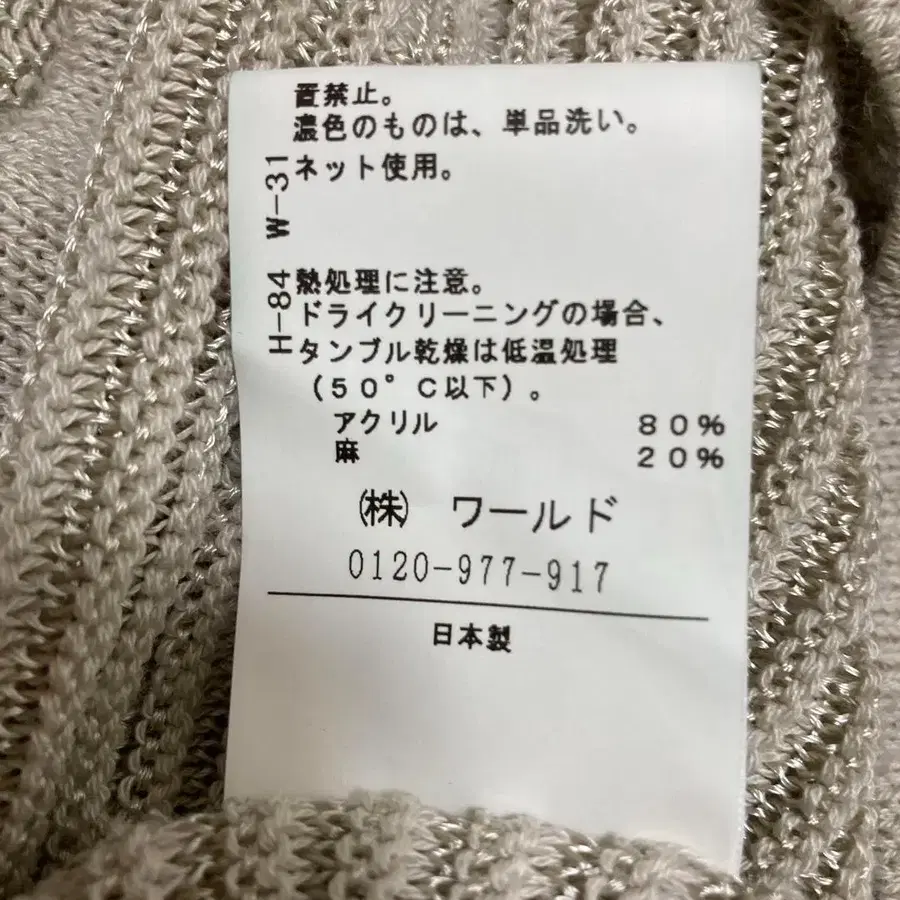 置禁止。
濃色のものは、単品洗い。
ネット使用。
W-31
熱処理に注意。
H-84
ドライクリーニングの場合、
タンブル乾燥は低温処理
(50°C以下)。
アクリル 80%
麻 20%
㈱ ワールド
0120-977-917
日本製